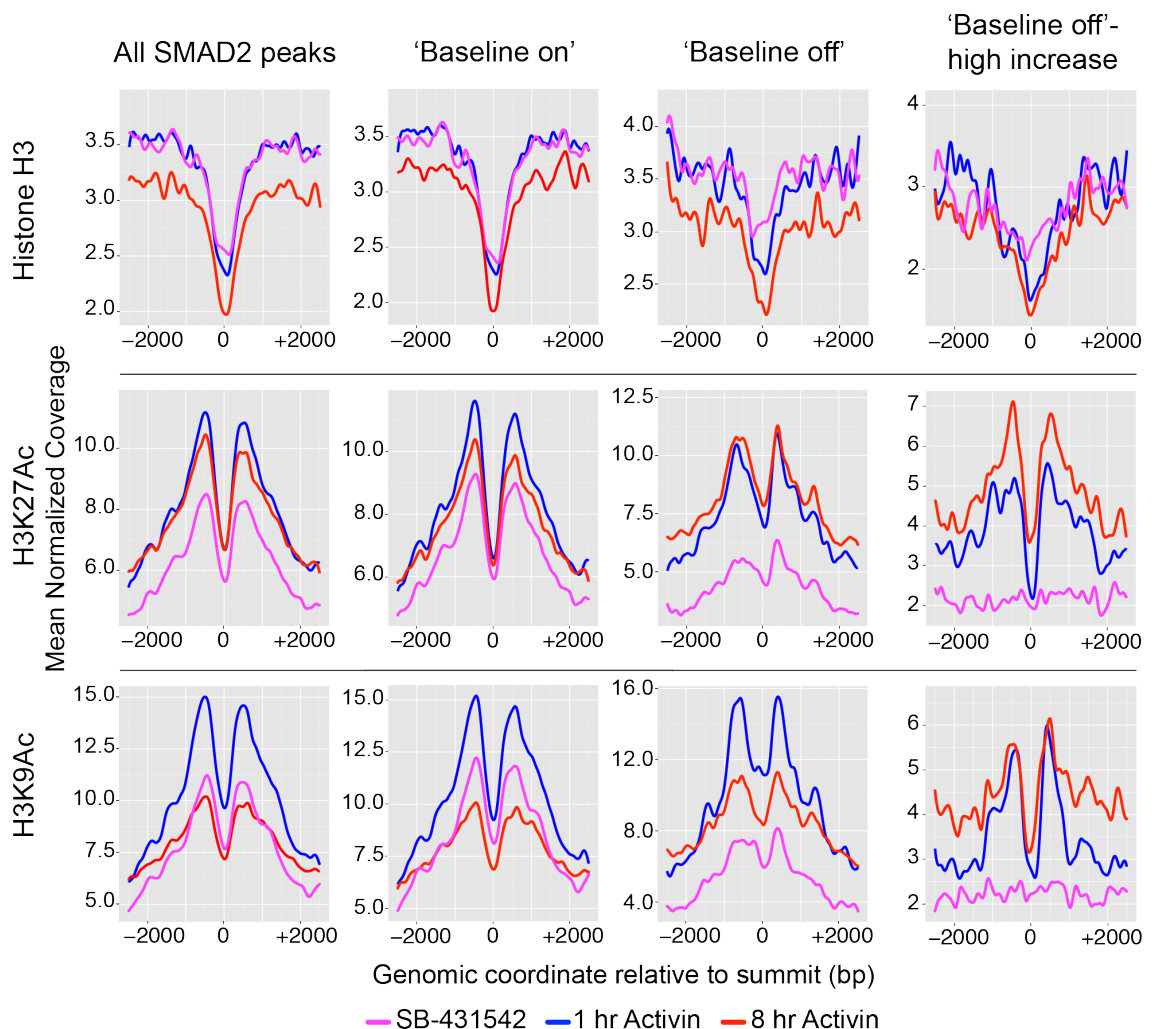 All SMAD2 peaks
‘Baseline on’
‘Baseline off’
‘Baseline off’-
high increase
Histone H3
3.5
3.0
2.5
2.0
−2000 0 +2000
3.5
3.0
2.5
2.0
−2000 0 +2000
4.0
3.5
3.0
2.5
−2000 0 +2000
4
3
2
−2000 0 +2000
Mean Normalized Coverage
H3K27Ac
10.0
8.0
6.0
−2000 0 +2000
10.0
8.0
6.0
−2000 0 +2000
12.5
10.0
7.5
5.0
−2000 0 +2000
7
6
5
4
3
2
−2000 0 +2000
H3K9Ac
15.0
12.5
10.0
7.5
5.0
−2000 0 +2000
15.0
12.5
10.0
7.5
5.0
−2000 0 +2000
16.0
12.0
8.0
4.0
−2000 0 +2000
6
5
4
3
2
−2000 0 +2000
Genomic coordinate relative to summit (bp)
SB-431542 1 hr Activin 8 hr Activin